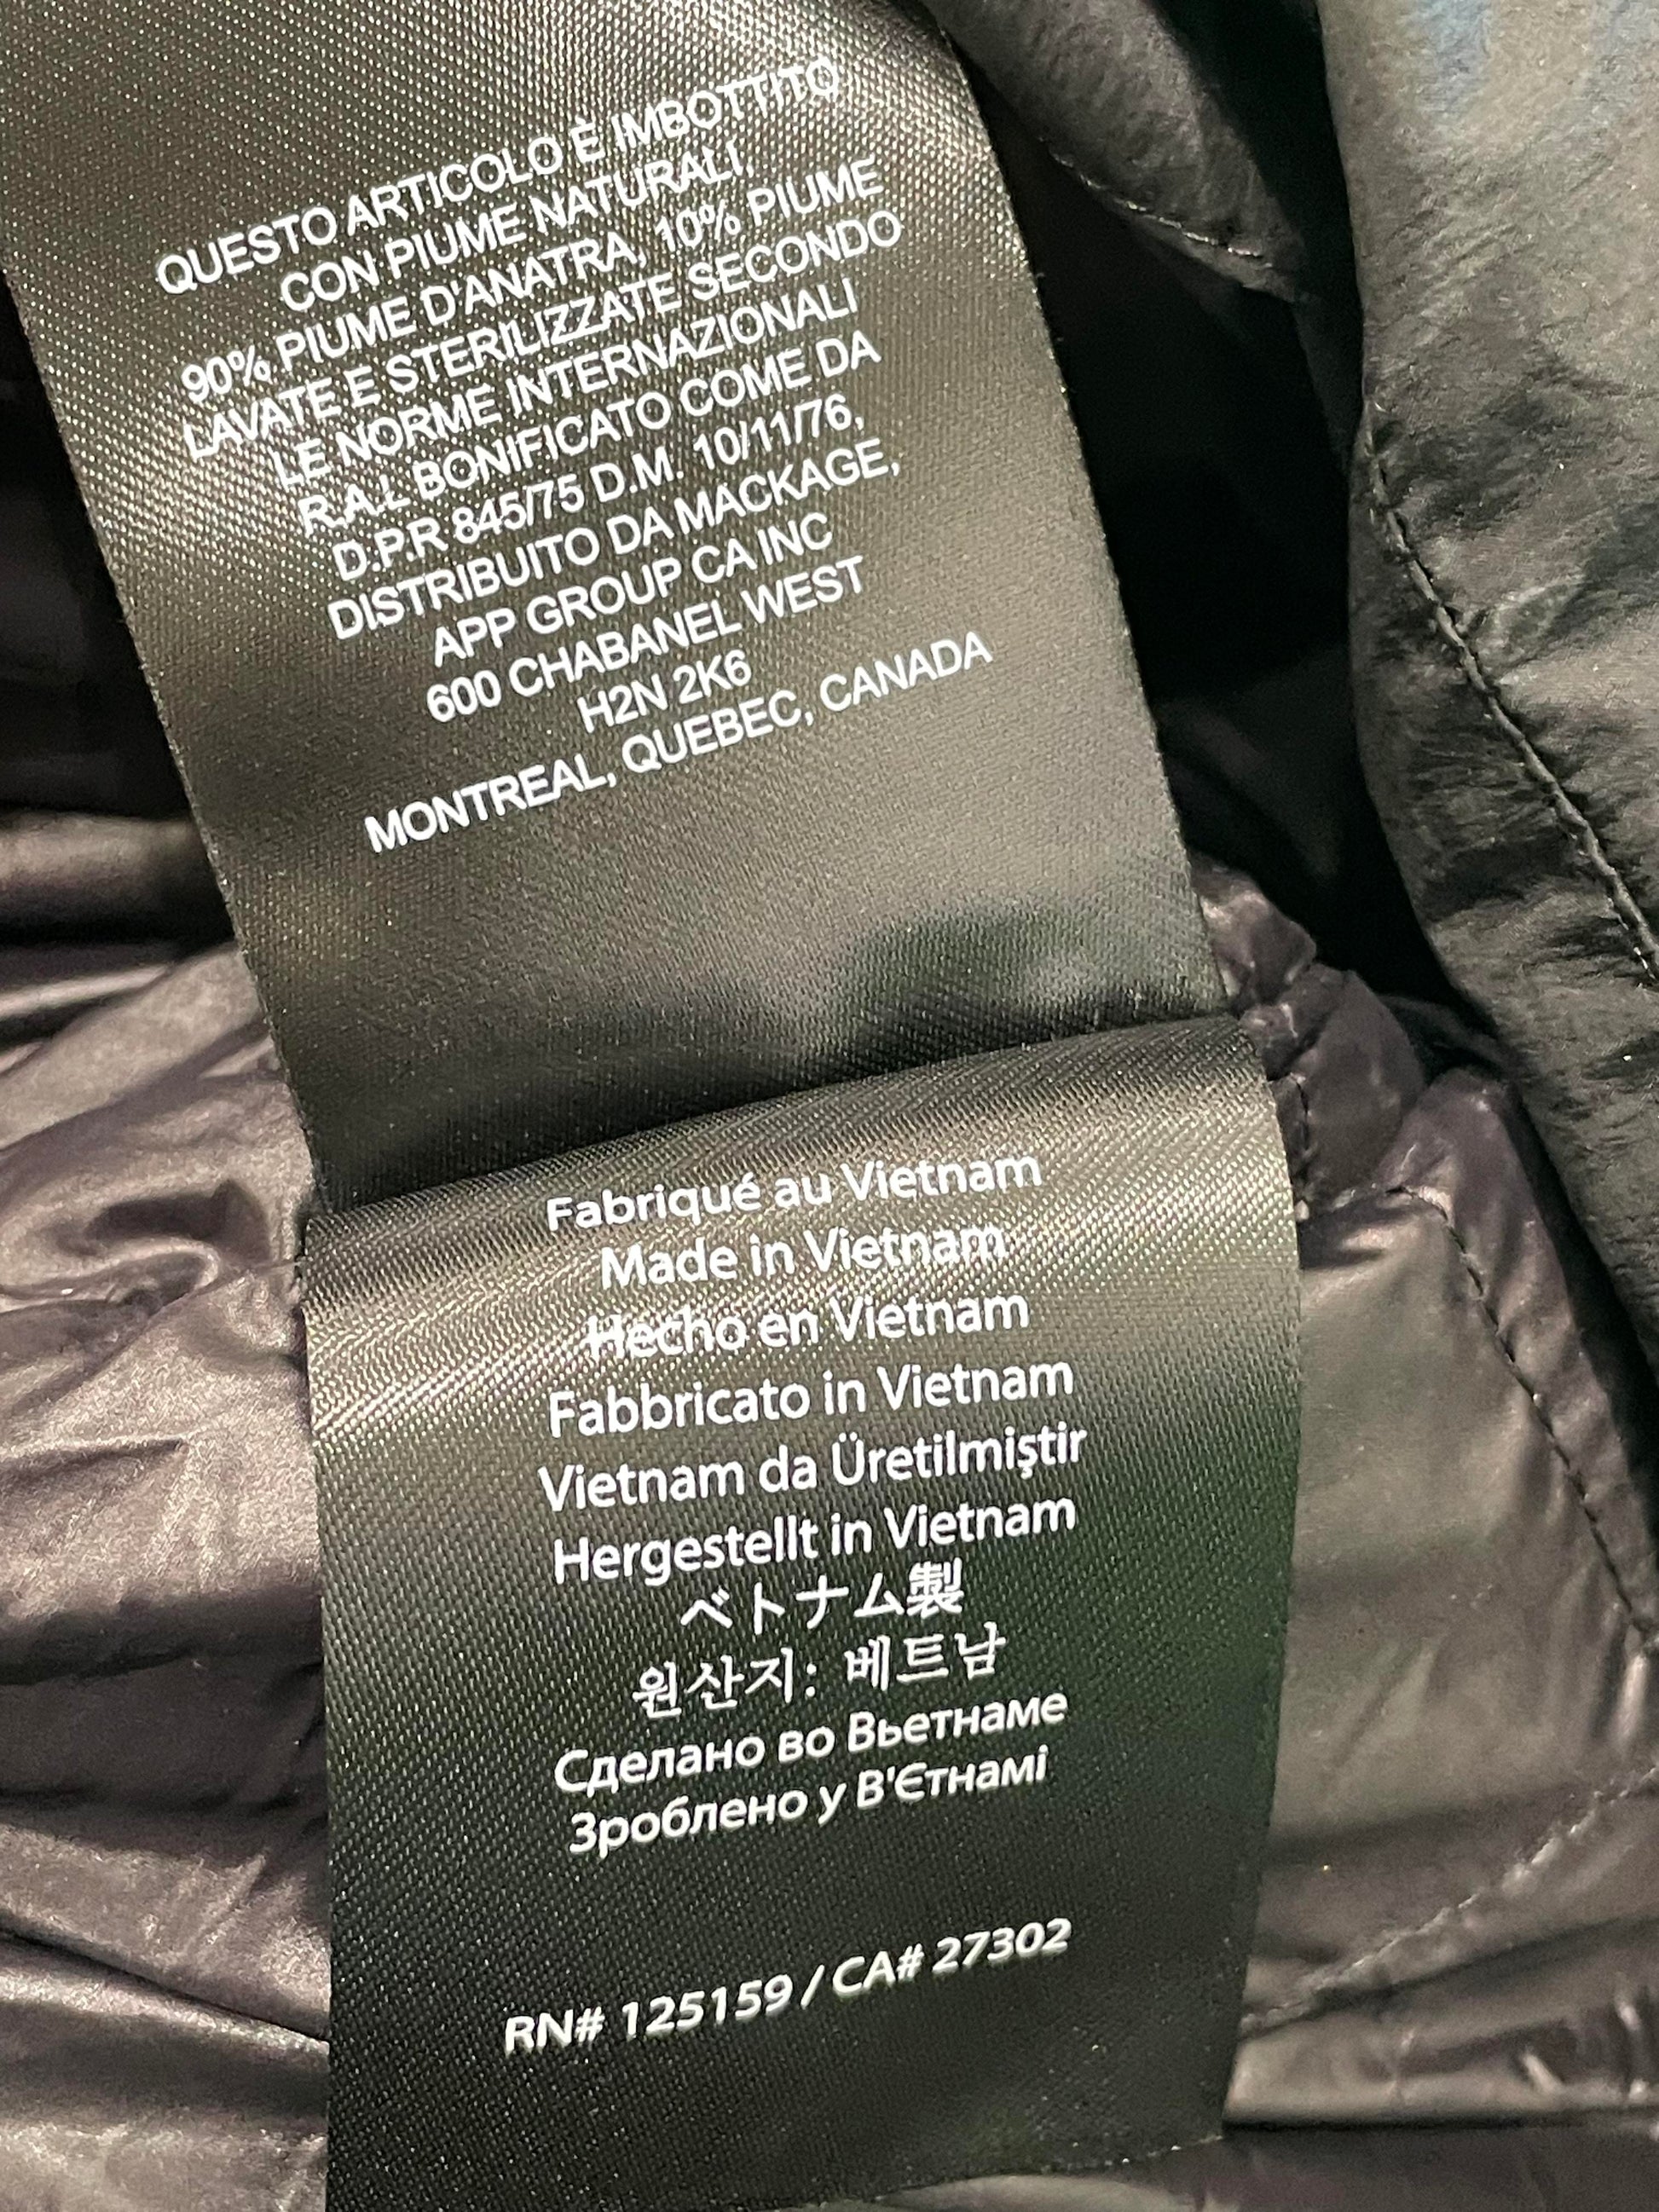 QUESTO ARTICOLO È IMBOTTITO
CON PIUME NATURALI,
90% PIUME D'ANATRA, 10% PIUME
LAVATE E STERILIZZATE SECONDO
LE NORME INTERNAZIONALI
R.A.L BONIFICATO COME DA
D.P.R 845/75 D.M. 10/11/76,
DISTRIBUITO DA MACKAGE,
APP GROUP CA INC
600 CHABANEL WEST
H2N 2K6
MONTREAL, QUEBEC, CANADA
Fabriqué au Vietnam
Made in Vietnam
Hecho en Vietnam
Fabbricato in Vietnam
Vietnam da Üretilmiştir
Hergestellt in Vietnam
ベトナム製
원산지: 베트남
Сделано во Вьетнаме
Зроблено у В'Єтнамі
RN# 125159 / CA# 27302